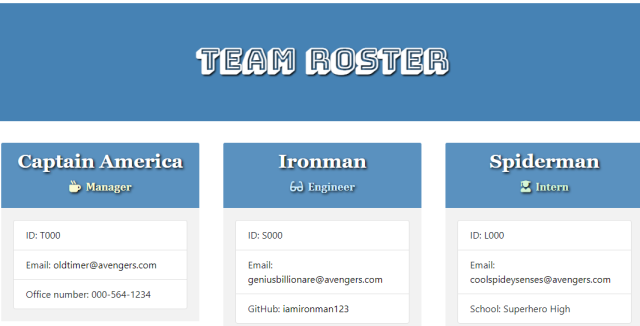 TEAM ROSTER
Captain America
Manager
ID: T000
Email: oldtimer@avengers.com
Office number: 000-564-1234
Ironman
Engineer
ID: S000
Email:
geniusbillionare@avengers.com
GitHub: iamironman123
Spiderman
Intern
ID: L000
Email:
coolspideysenses@avengers.com
School: Superhero High